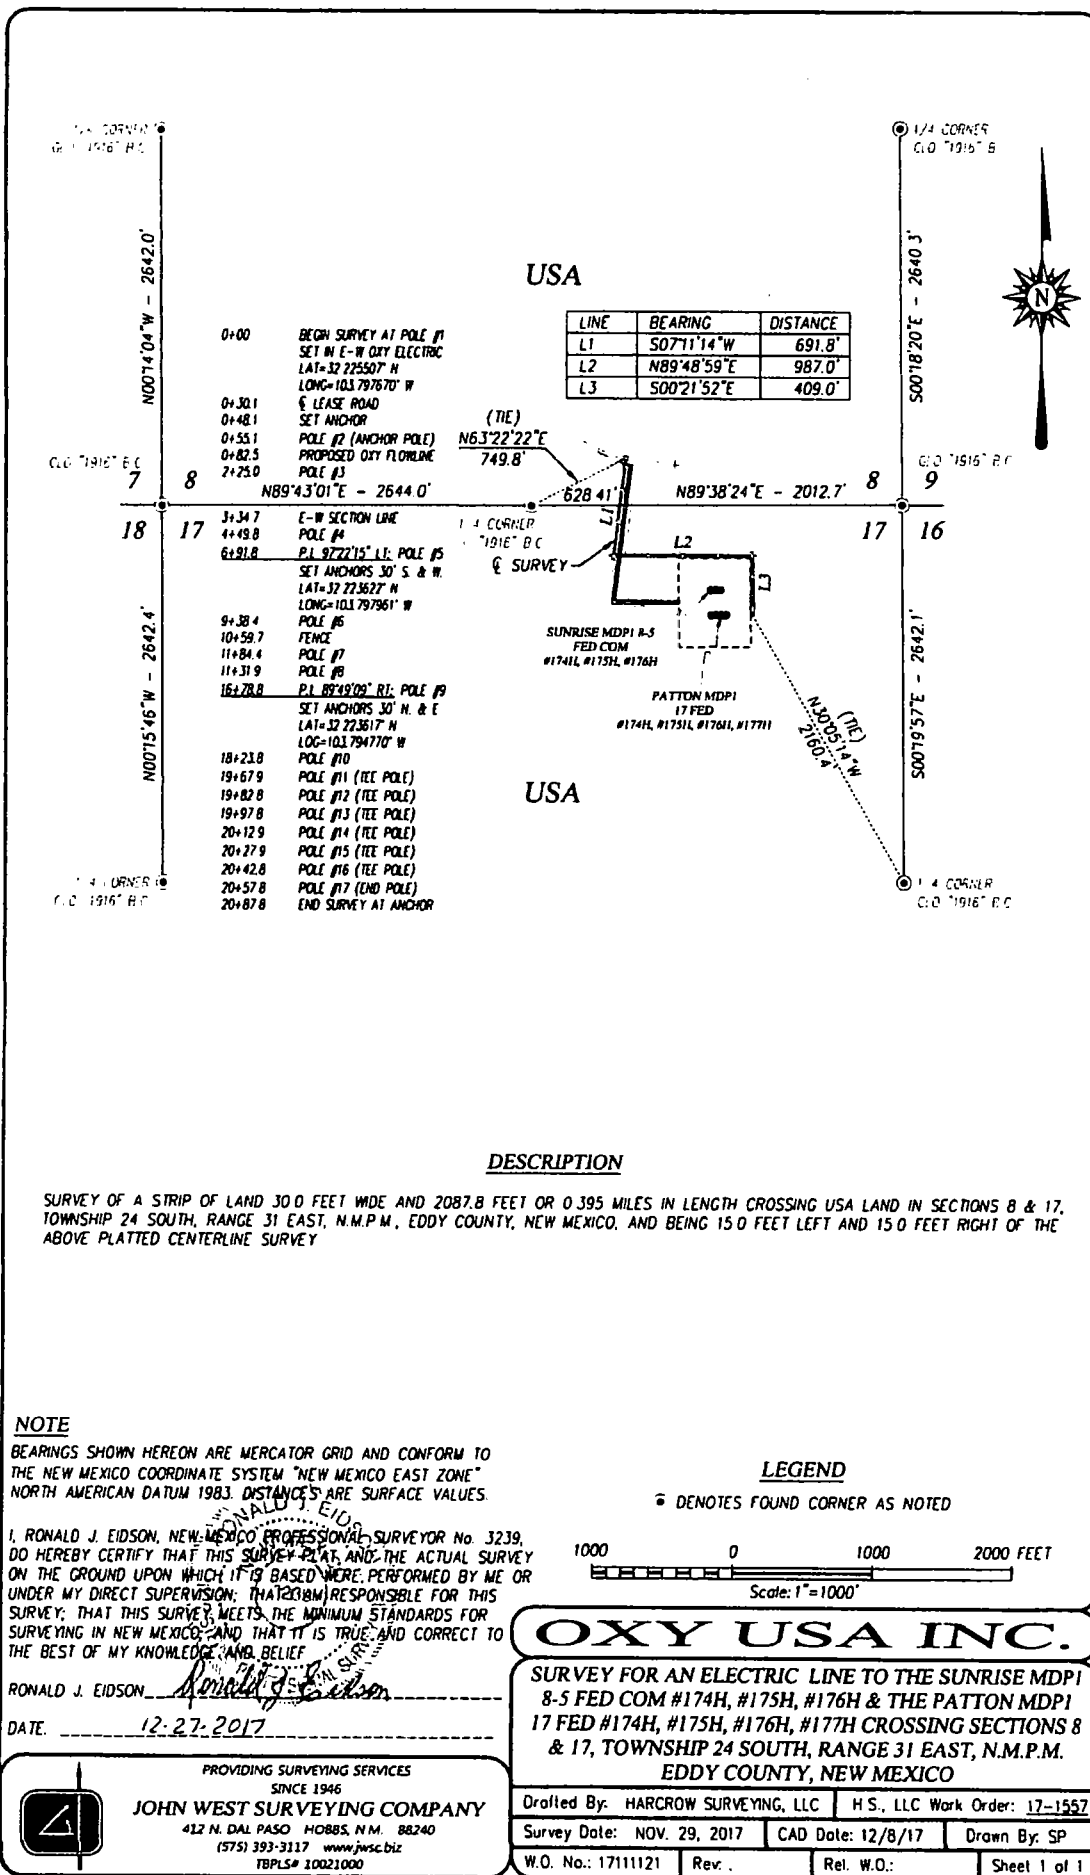 1/4 CORNER
CLO "1916" B
N00°14'04"W - 2642.0'
S00°18'20"E - 2640.3'
USA
LINE BEARING DISTANCE
L1 S07°11'14"W 691.8'
L2 N89°48'59"E 987.0'
L3 S00°21'52"E 409.0'
0+00 BEGIN SURVEY AT POLE #1
SET IN E-W OXY ELECTRIC
LAT=32.225507° N
LONG=103.797670° W
0+30.1 ℄ LEASE ROAD
0+48.1 SET ANCHOR
0+55.1 POLE #2 (ANCHOR POLE)
0+82.5 PROPOSED OXY FLOWLINE
2+25.0 POLE #3
(TIE)
N63°22'22"E
749.8'
7 8
N89°43'01"E - 2644.0'
628.41'
N89°38'24"E - 2012.7'
8 9
18 17
17 16
CORNER
"1916" B C
3+34.7 E-W SECTION LINE
4+49.8 POLE #4
6+91.8 P.I. 97°22'15" LT: POLE #5
SET ANCHORS 30' S. & W.
LAT=32.223627° N
LONG=103.797961° W
9+38.4 POLE #6
10+59.7 FENCE
11+84.4 POLE #7
11+31.9 POLE #8
16+78.8 P.I. 89°49'09" RT: POLE #9
SET ANCHORS 30' N. & E
LAT=32.223617° N
LOG=103.794770° W
18+23.8 POLE #10
19+67.9 POLE #11 (TEE POLE)
19+82.8 POLE #12 (TEE POLE)
19+97.8 POLE #13 (TEE POLE)
20+12.9 POLE #14 (TEE POLE)
20+27.9 POLE #15 (TEE POLE)
20+42.8 POLE #16 (TEE POLE)
20+57.8 POLE #17 (END POLE)
20+87.8 END SURVEY AT ANCHOR
L1
L2
L3
℄ SURVEY
SUNRISE MDP1 8-5
FED COM
#174H, #175H, #176H
PATTON MDP1
17 FED
#174H, #175H, #176H, #177H
(TIE)
N30°05'14"W
2160.4'
N00°15'46"W - 2642.4'
S00°19'57"E - 2642.1'
USA
CORNER
CLO "1916" B C
DESCRIPTION
SURVEY OF A STRIP OF LAND 30.0 FEET WIDE AND 2087.8 FEET OR 0.395 MILES IN LENGTH CROSSING USA LAND IN SECTIONS 8 & 17,
TOWNSHIP 24 SOUTH, RANGE 31 EAST, N.M.P.M., EDDY COUNTY, NEW MEXICO, AND BEING 15.0 FEET LEFT AND 15.0 FEET RIGHT OF THE
ABOVE PLATTED CENTERLINE SURVEY
NOTE
BEARINGS SHOWN HEREON ARE MERCATOR GRID AND CONFORM TO
THE NEW MEXICO COORDINATE SYSTEM "NEW MEXICO EAST ZONE"
NORTH AMERICAN DATUM 1983. DISTANCES ARE SURFACE VALUES.
I, RONALD J. EIDSON, NEW MEXICO PROFESSIONAL SURVEYOR No. 3239,
DO HEREBY CERTIFY THAT THIS SURVEY PLAT AND THE ACTUAL SURVEY
ON THE GROUND UPON WHICH IT IS BASED WERE PERFORMED BY ME OR
UNDER MY DIRECT SUPERVISION; THAT I AM RESPONSIBLE FOR THIS
SURVEY; THAT THIS SURVEY MEETS THE MINIMUM STANDARDS FOR
SURVEYING IN NEW MEXICO, AND THAT IT IS TRUE AND CORRECT TO
THE BEST OF MY KNOWLEDGE AND BELIEF
RONALD J. EIDSON Ronald J. Eidson
DATE. 12-27-2017
LEGEND
DENOTES FOUND CORNER AS NOTED
1000 0 1000 2000 FEET
Scale: 1"=1000'
PROVIDING SURVEYING SERVICES
SINCE 1946
JOHN WEST SURVEYING COMPANY
412 N. DAL PASO HOBBS, N.M. 88240
(575) 393-3117 www.jwsc.biz
TBPLS# 10021000
OXY USA INC.
SURVEY FOR AN ELECTRIC LINE TO THE SUNRISE MDP1
8-5 FED COM #174H, #175H, #176H & THE PATTON MDP1
17 FED #174H, #175H, #176H, #177H CROSSING SECTIONS 8
& 17, TOWNSHIP 24 SOUTH, RANGE 31 EAST, N.M.P.M.
EDDY COUNTY, NEW MEXICO
Drafted By: HARCROW SURVEYING, LLC H.S., LLC Work Order: 17-1557
Survey Date: NOV. 29, 2017 CAD Date: 12/8/17 Drawn By: SP
W.O. No.: 17111121 Rev: . Rel. W.O.: Sheet 1 of 1
N